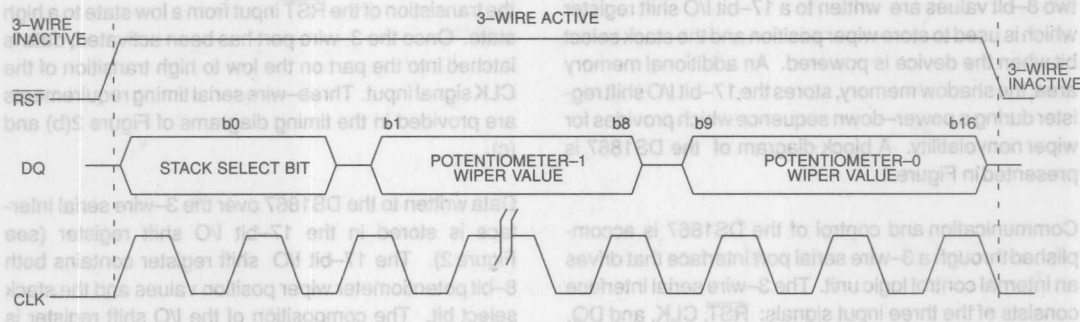 3–WIRE
INACTIVE
3–WIRE ACTIVE
3–WIRE
INACTIVE
RST
b0 b1 b8 b9 b16
DQ
STACK SELECT BIT
POTENTIOMETER–1
WIPER VALUE
POTENTIOMETER–0
WIPER VALUE
CLK
two 8–bit values are written to a 17–bit I/O shift register
which is used to store wiper position and the stack select
bit when the device is powered. An additional memory
area, the shadow memory, stores the 17–bit I/O shift reg-
ister during a power–down sequence which provides for
wiper nonvolatility. A block diagram of the DS1867 is
presented in Figure
Communication and control of the DS1867 is accom-
plished through a 3–wire serial port interface that drives
an internal control logic unit. The 3–wire serial interface
consists of the three input signals: RST, CLK, and DQ.
the transistion of the RST input from a low state to a high
state. Once the 3–wire port has been activated, data is
latched into the part on the low to high transition of the
CLK signal input. Three–wire serial timing requirements
are provided in the timing diagrams of Figure 2(b) and
(c).
Data written to the DS1867 over the 3–wire serial inter-
face is stored in the 17–bit I/O shift register (see
Figure 2). The 17–bit I/O shift register contains both
8–bit potentiometer wiper position values and the stack
select bit. The composition of the I/O shift register is